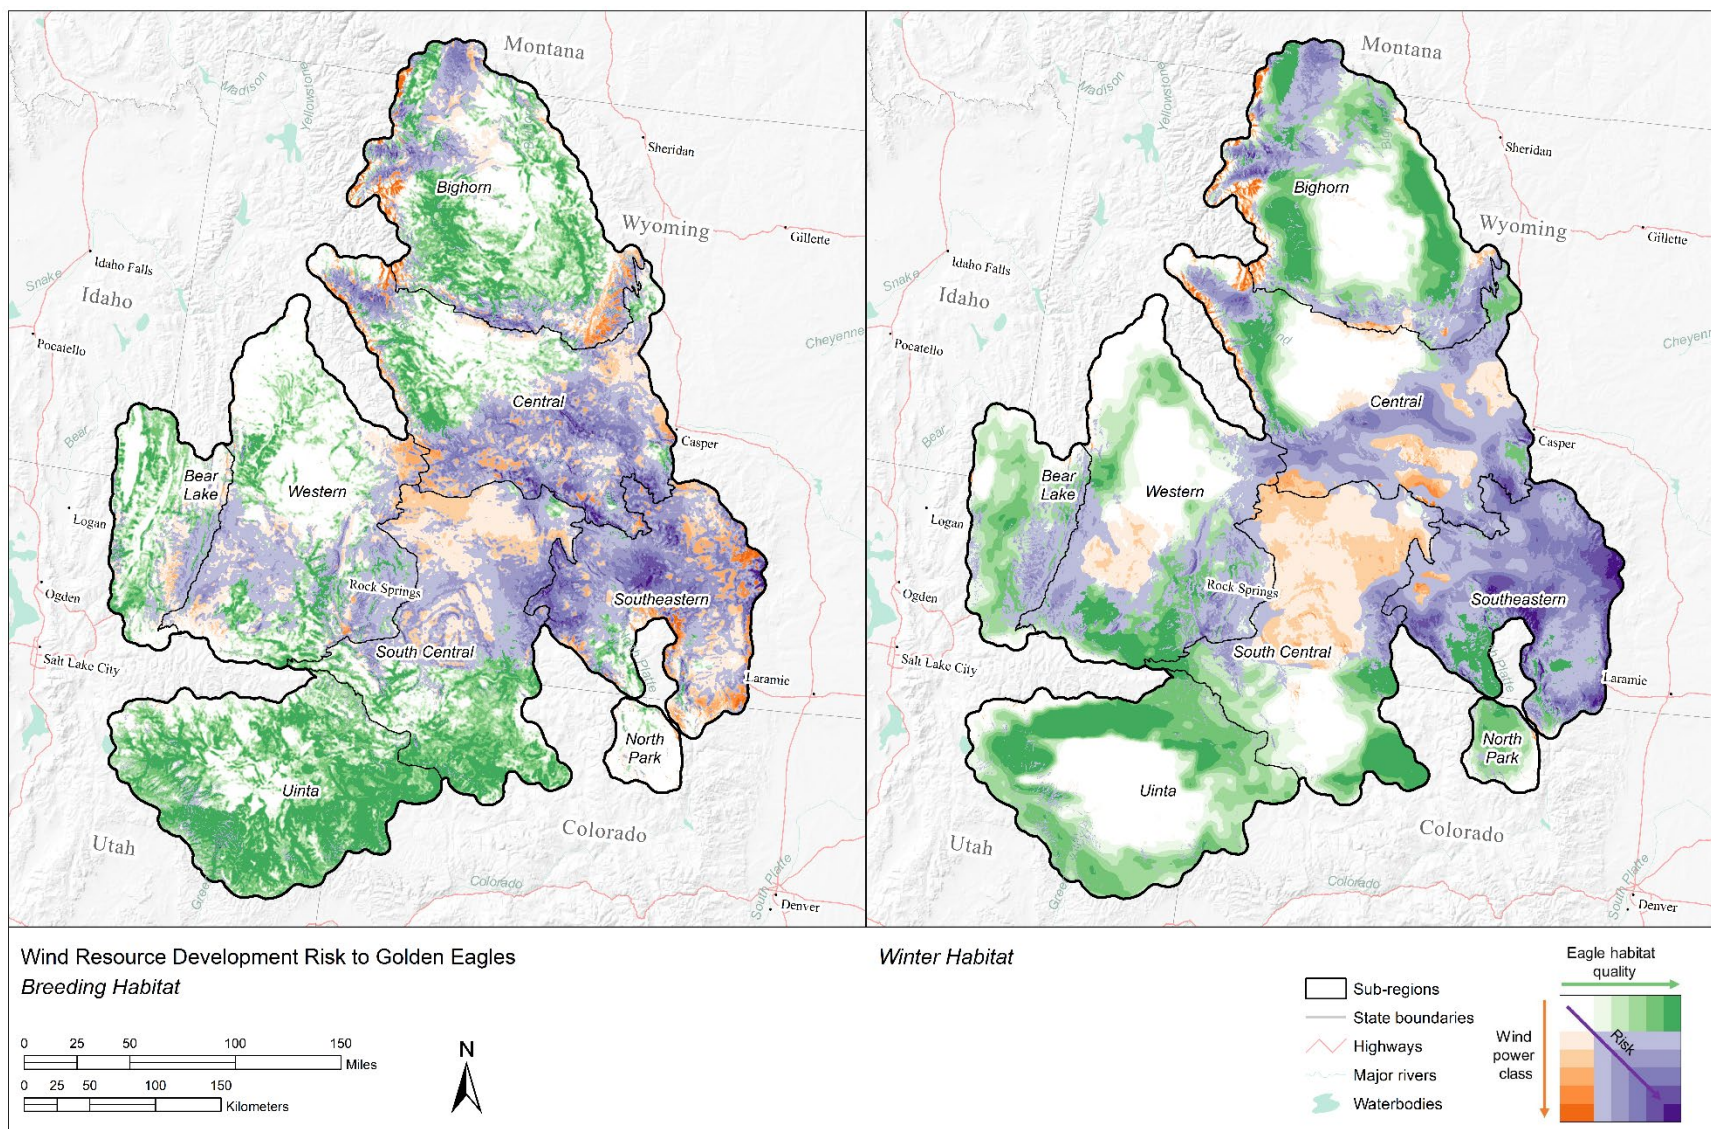 Montana
Madison
Yellowstone
Sheridan
Bighorn
Wyoming
Gillette
Idaho Falls
Snake
Idaho
Pocatello
Cheyenne
Central
Bear
Casper
Bear
Lake
Western
Logan
Rock Springs
Ogden
Southeastern
South Central
Salt Lake City
Platte
Laramie
North
Park
Uinta
Colorado
Utah
Colorado
Green
South Platte
Denver
Montana
Madison
Yellowstone
Sheridan
Bighorn
Wyoming
Gillette
Idaho Falls
Snake
Idaho
Pocatello
Cheyenne
Central
Bear
Casper
Bear
Lake
Western
Logan
Rock Springs
Ogden
Southeastern
South Central
Salt Lake City
Platte
Laramie
North
Park
Uinta
Colorado
Utah
Colorado
Green
South Platte
Denver
Wind Resource Development Risk to Golden Eagles
Breeding Habitat
0 25 50 100 150
Miles
0 25 50 100 150
Kilometers
N
Winter Habitat
Sub-regions
State boundaries
Highways
Major rivers
Waterbodies
Eagle habitat
quality
Wind
power
class
Risk